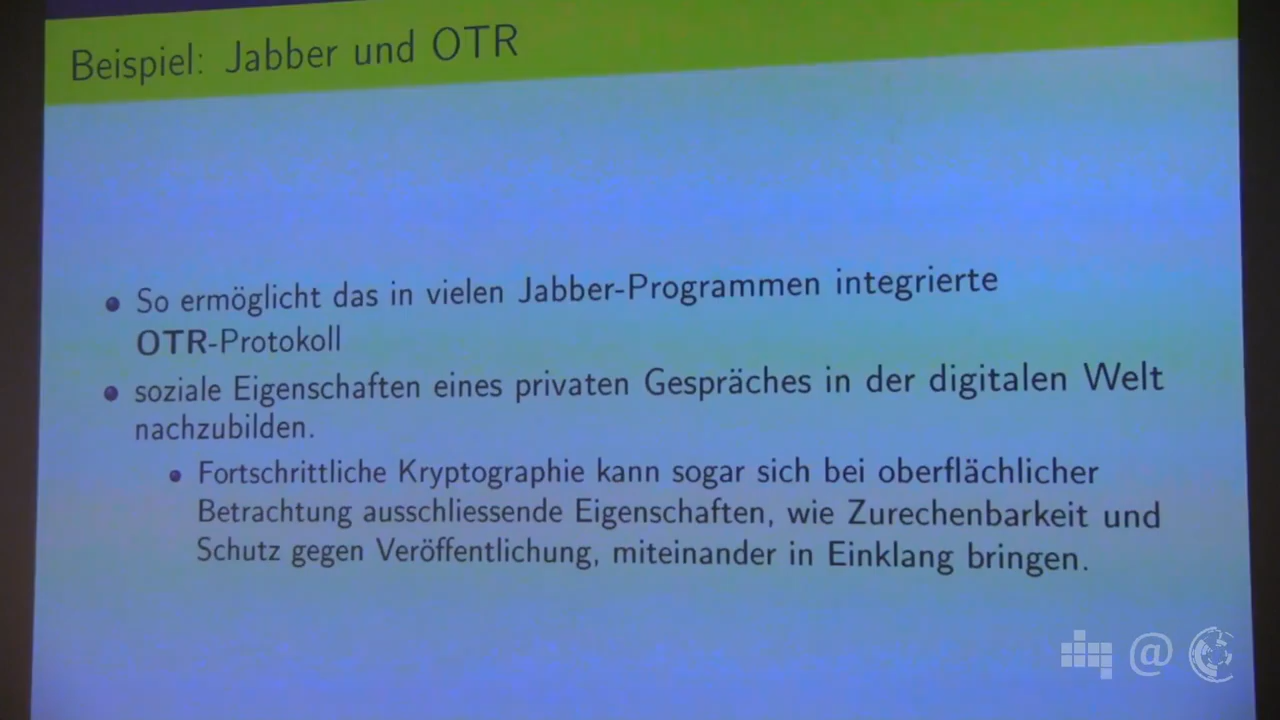 Beispiel: Jabber und OTR
So ermöglicht das in vielen Jabber-Programmen integrierte
OTR-Protokoll
soziale Eigenschaften eines privaten Gespräches in der digitalen Welt
nachzubilden.
Fortschrittliche Kryptographie kann sogar sich bei oberflächlicher
Betrachtung ausschliessende Eigenschaften, wie Zurechenbarkeit und
Schutz gegen Veröffentlichung, miteinander in Einklang bringen.
@